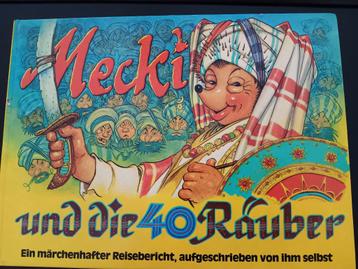 Mecki
und die 40 Räuber
Ein märchenhafter Reisebericht, aufgeschrieben von ihm selbst